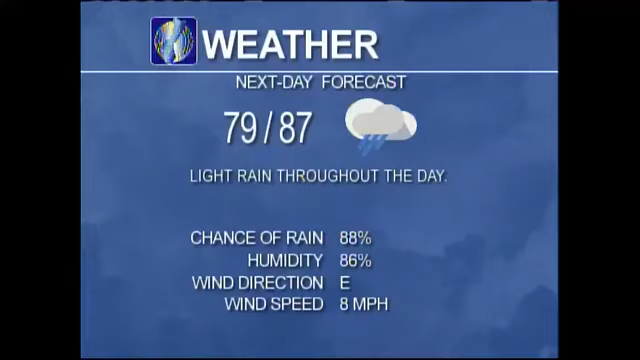 WEATHER
NEXT-DAY FORECAST
79 / 87
LIGHT RAIN THROUGHOUT THE DAY.
CHANCE OF RAIN 88%
HUMIDITY 86%
WIND DIRECTION E
WIND SPEED 8 MPH